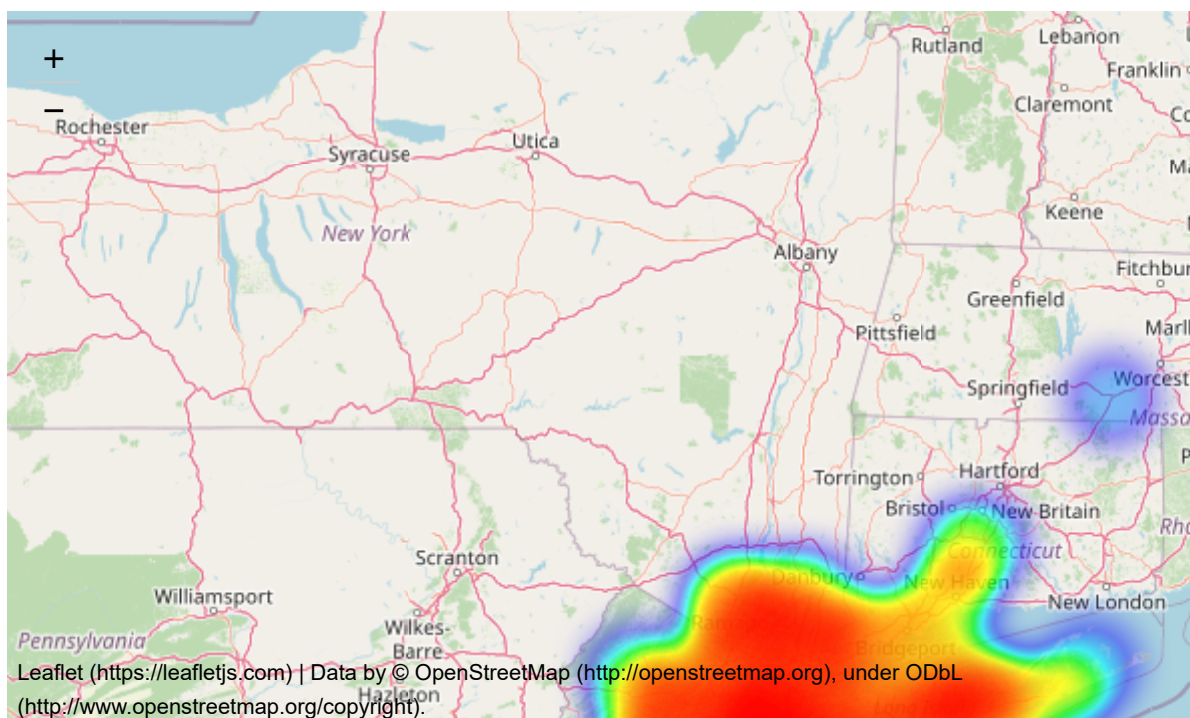 +
−
Rutland
Lebanon
Franklin
Claremont
Rochester
Syracuse
Utica
Keene
New York
Albany
Fitchbur
Greenfield
Pittsfield
Marl
Springfield
Worcest
Massa
Torrington
Hartford
Bristol
New Britain
Rho
Connecticut
Scranton
Danbury
New Haven
Williamsport
New London
Wilkes-
Barre
Pennsylvania
Bridgeport
Leaflet (https://leafletjs.com) | Data by © OpenStreetMap (http://openstreetmap.org), under ODbL
Hazleton
(http://www.openstreetmap.org/copyright).